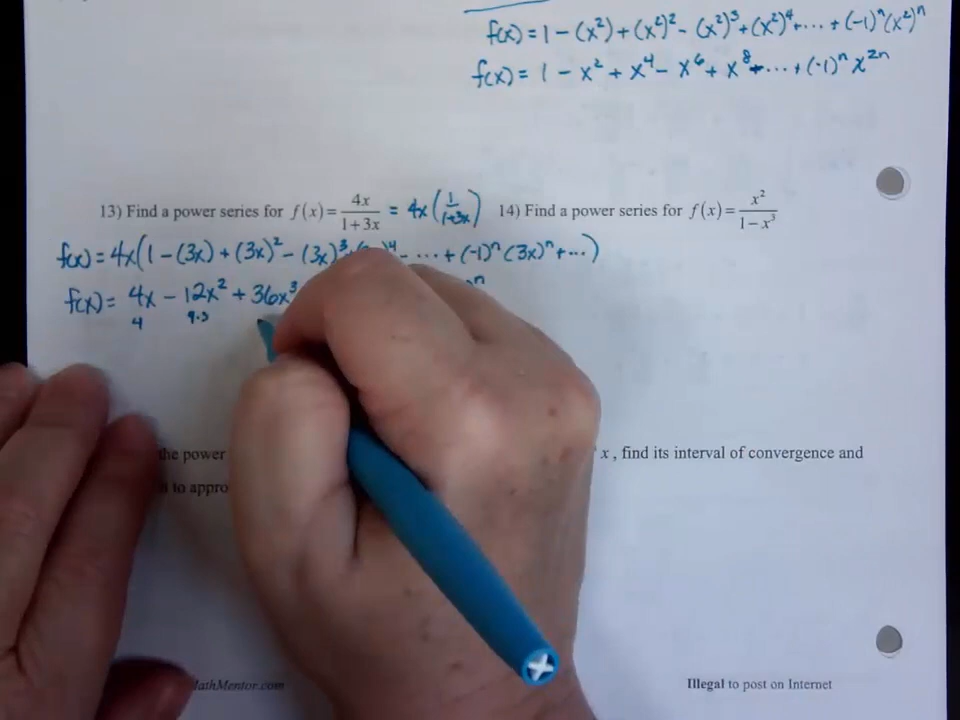 f(x) = 1 - (x²) + (x²)² - (x²)³ + (x²)⁴ + ... + (-1)ⁿ (x²)ⁿ
f(x) = 1 - x² + x⁴ - x⁶ + x⁸ + ... + (-1)ⁿ x²ⁿ
13) Find a power series for f(x) = 4x / (1+3x) = 4x (1 / (1+3x))
14) Find a power series for f(x) = x² / (1-x³)
f(x) = 4x (1 - (3x) + (3x)² - (3x)³ - ... + (-1)ⁿ (3x)ⁿ + ...)
f(x) = 4x - 12x² + 36x³
4
the power x, find its interval of convergence and
to appro
MathMentor.com
Illegal to post on Internet